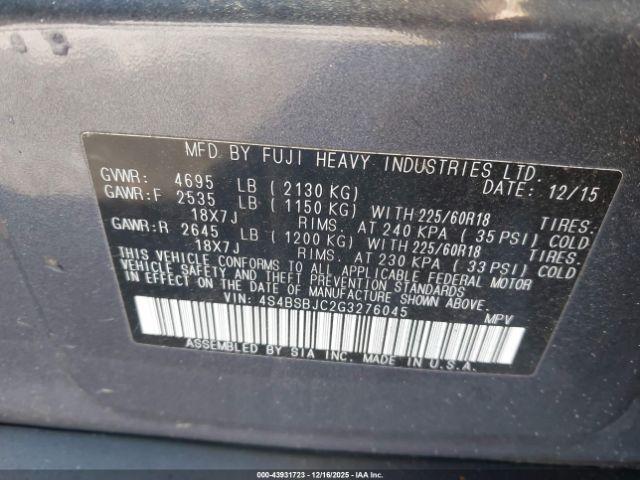 MFD BY FUJI HEAVY INDUSTRIES LTD.
GVWR: 4695 LB ( 2130 KG) DATE: 12/15
GAWR:F 2535 LB ( 1150 KG) WITH 225/60R18 TIRES.
18X7J RIMS. AT 240 KPA ( 35 PSI) COLD
GAWR:R 2645 LB ( 1200 KG) WITH 225/60R18 TIRES.
18X7J RIMS. AT 230 KPA ( 33 PSI) COLD
THIS VEHICLE CONFORMS TO ALL APPLICABLE FEDERAL MOTOR
VEHICLE SAFETY AND THEFT PREVENTION STANDARDS
IN EFFECT ON THE DATE OF MANUFACTURE SHOWN ABOVE.
VIN: 4S4BSBJC2G3276045 MPV
ASSEMBLED BY SIA INC. MADE IN U.S.A.
000-43931723 - 12/16/2025 - IAAI.COM